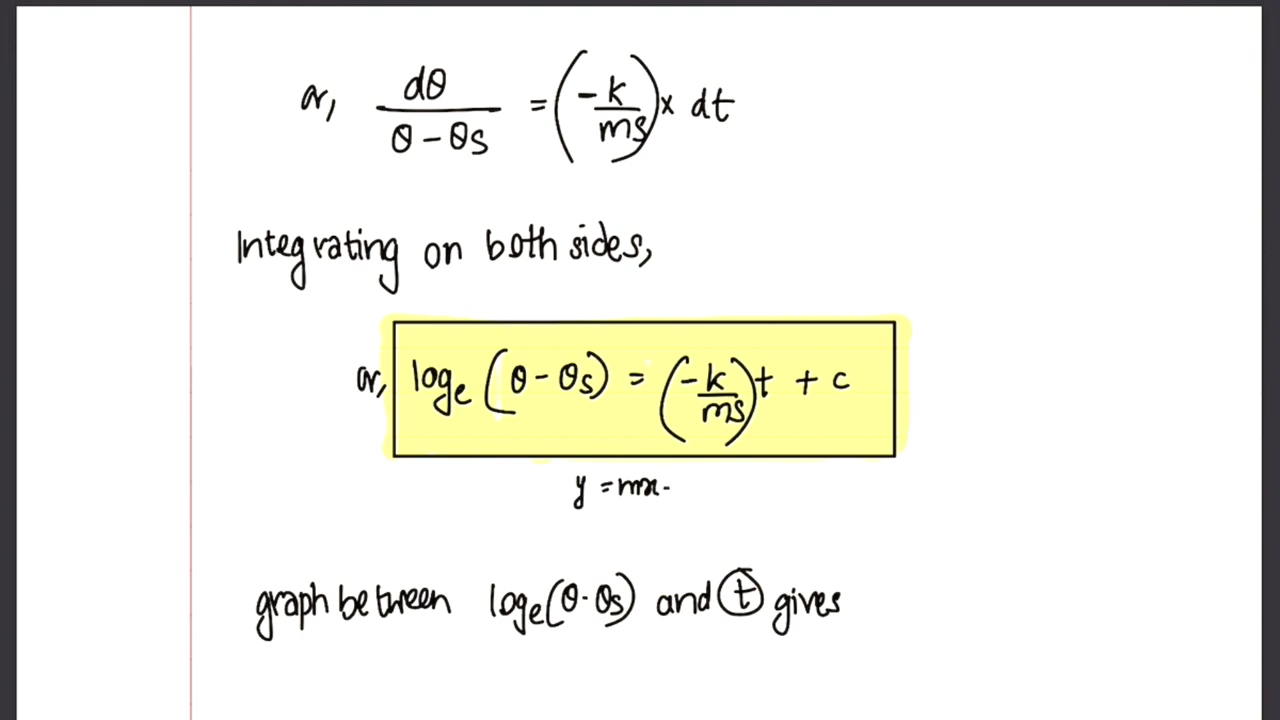 or, dθ / (θ - θs) = (-k/ms) x dt
Integrating on both sides,
or, logₑ (θ - θs) = (-k/ms) t + c
y = mx -
graph between logₑ(θ - θs) and t gives